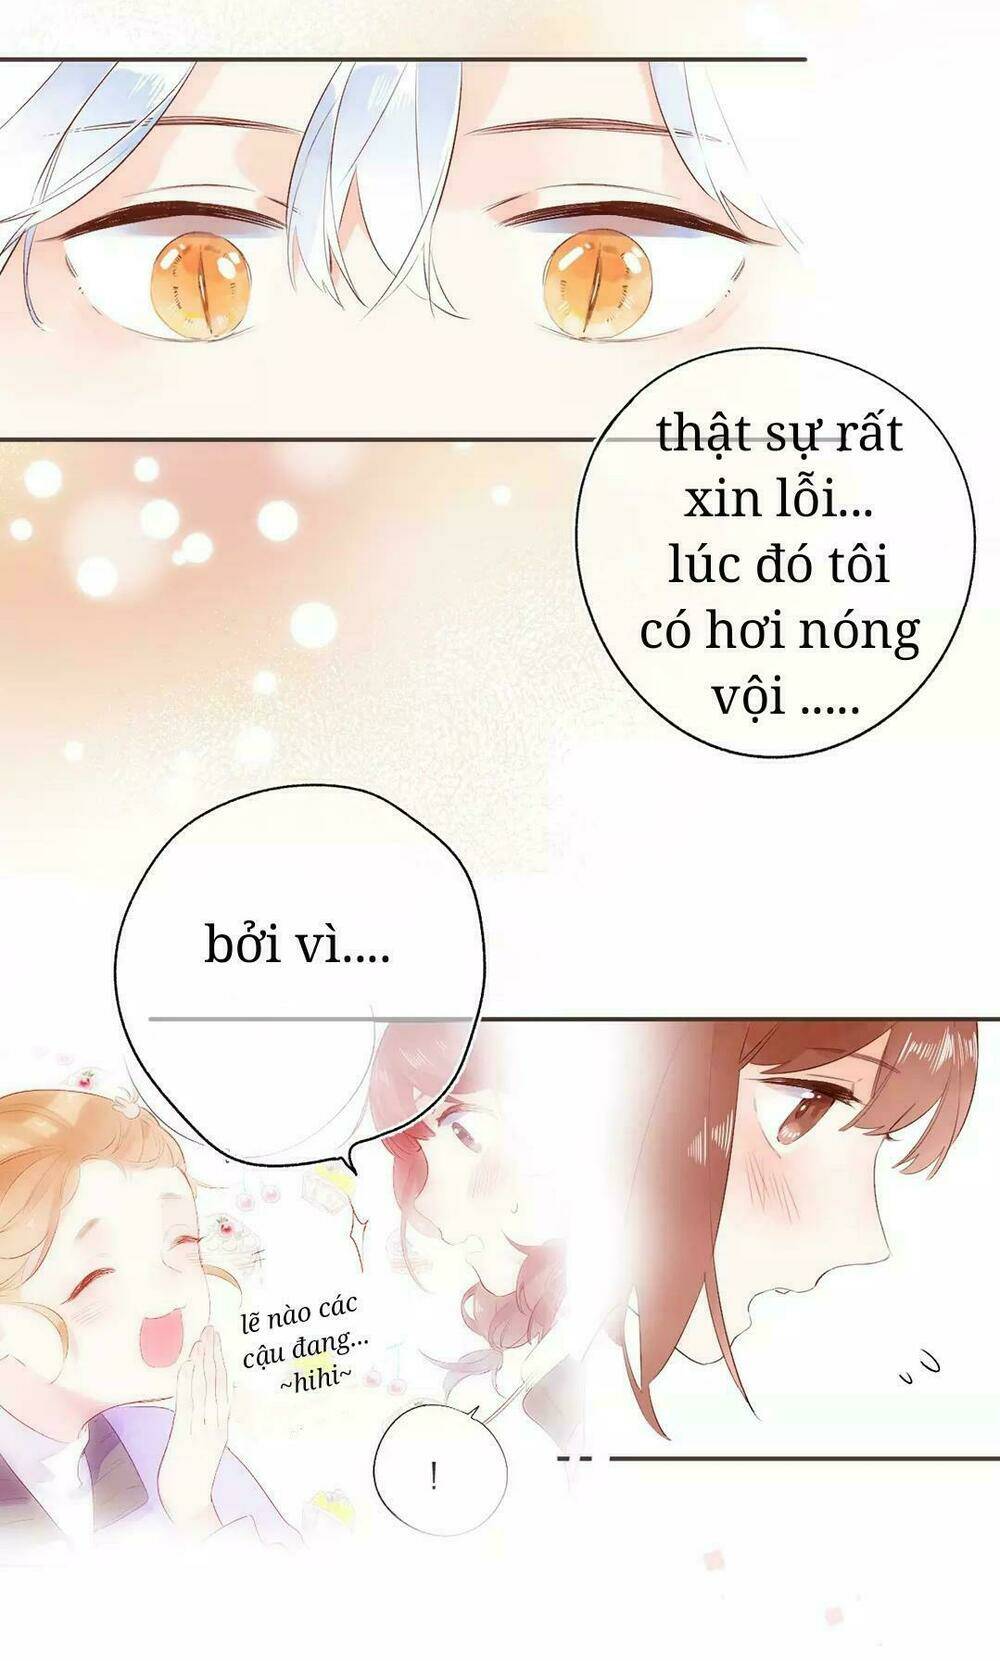 thật sự rất
xin lỗi...
lúc đó tôi
có hơi nóng
vội .....
bởi vì....
lẽ nào các
cậu đang...
~hihi~
!